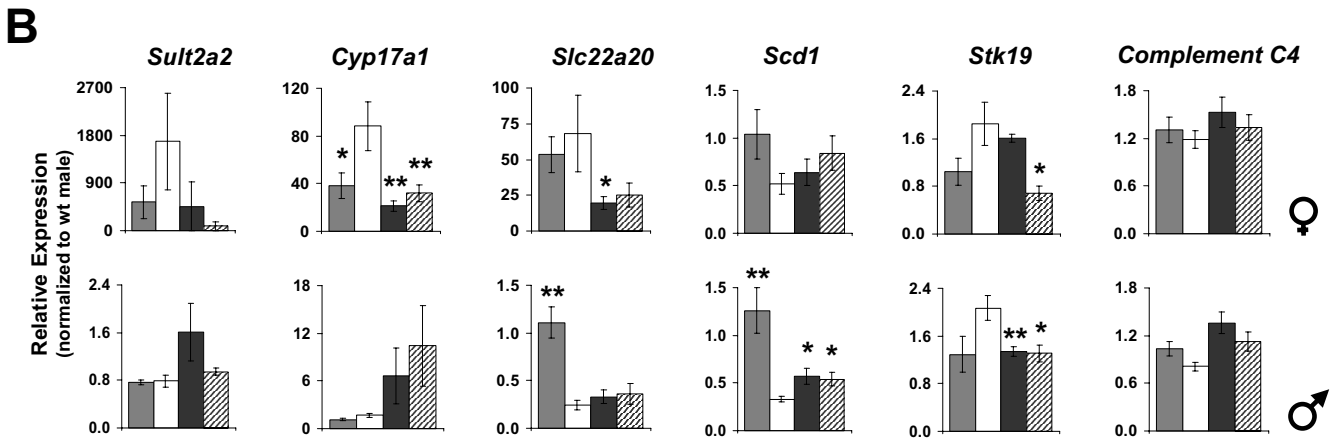 B
Sult2a2 Cyp17a1 Slc22a20 Scd1 Stk19 Complement C4
Relative Expression
(normalized to wt male)
2700 120 100 1.5 2.4 1.8
1800 80 75 1.0 1.6 1.2
50
900 40 25 0.5 0.8 0.6
0 0 0 0.0 0.0 0.0
* ** ** * *
♀
2.4 18 1.5 1.5 2.4 1.8
1.6 12 1.0 1.0 1.6 1.2
0.8 6 0.5 0.5 0.8 0.6
0.0 0 0.0 0.0 0.0 0.0
** ** * * ** *
♂